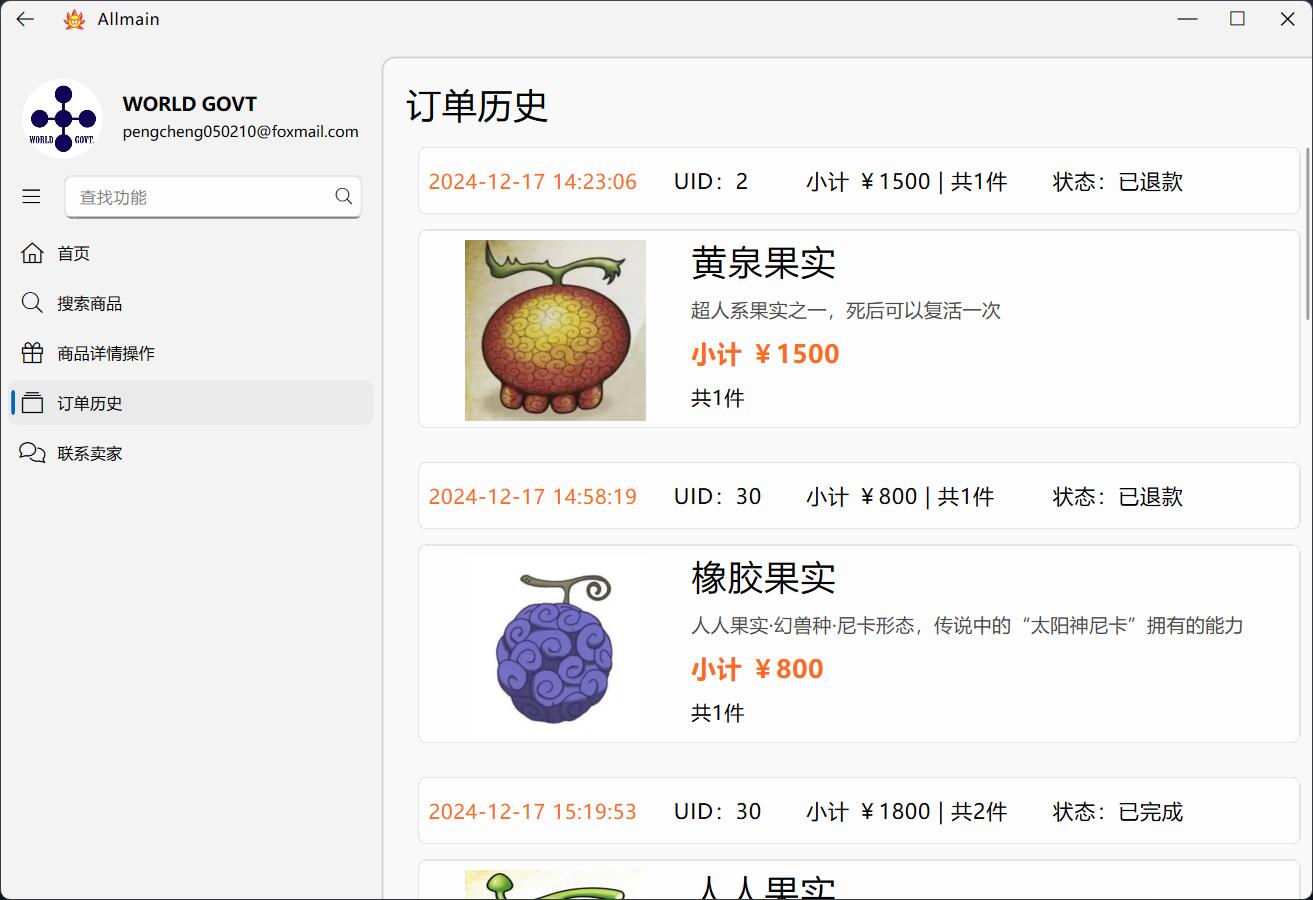 Allmain
WORLD GOVT
pengcheng050210@foxmail.com
WORLD GOVT.
查找功能
首页
搜索商品
商品详情操作
订单历史
联系卖家
订单历史
2024-12-17 14:23:06 UID：2 小计 ￥1500 | 共1件 状态：已退款
黄泉果实
超人系果实之一，死后可以复活一次
小计 ￥1500
共1件
2024-12-17 14:58:19 UID：30 小计 ￥800 | 共1件 状态：已退款
橡胶果实
人人果实·幻兽种·尼卡形态，传说中的“太阳神尼卡”拥有的能力
小计 ￥800
共1件
2024-12-17 15:19:53 UID：30 小计 ￥1800 | 共2件 状态：已完成
人人果实